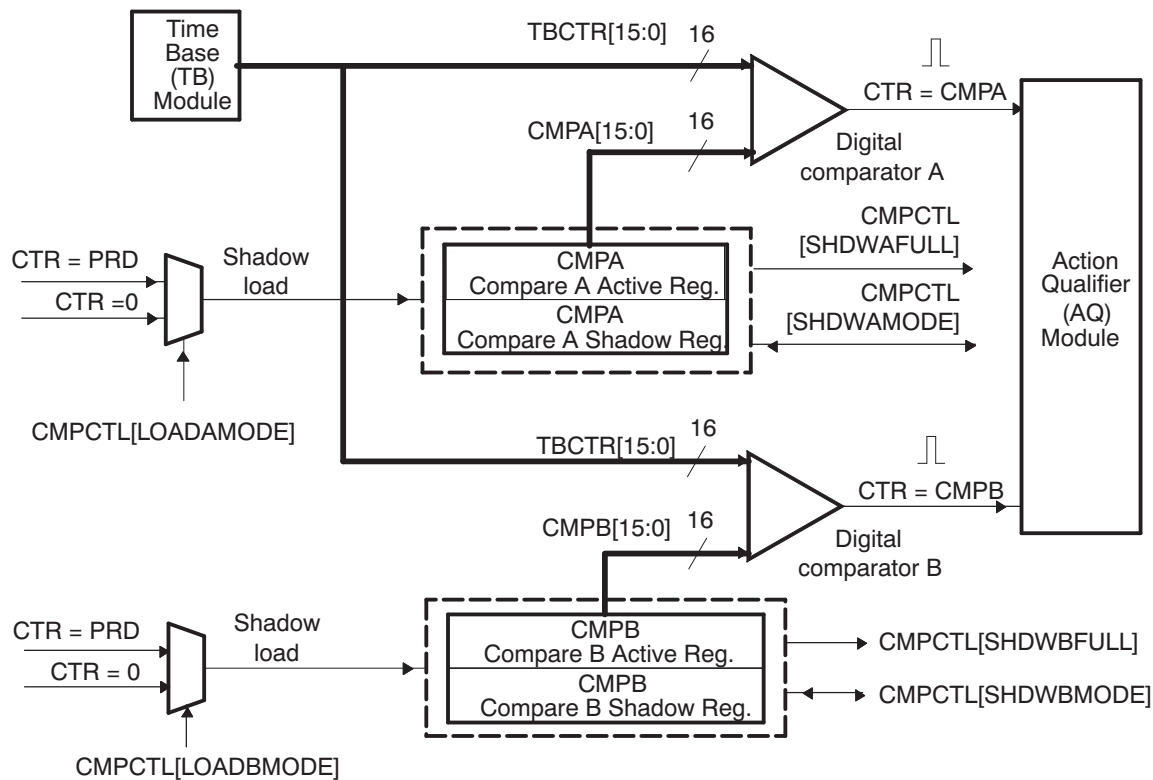 Time
Base
(TB)
Module
TBCTR[15:0]
16
CTR = CMPA
CMPA[15:0]
16
Digital
comparator A
CTR = PRD
CTR =0
Shadow
load
CMPA
Compare A Active Reg.
CMPA
Compare A Shadow Reg.
CMPCTL
[SHDWAFULL]
CMPCTL
[SHDWAMODE]
Action
Qualifier
(AQ)
Module
CMPCTL[LOADAMODE]
TBCTR[15:0]
16
CTR = CMPB
CMPB[15:0]
16
Digital
comparator B
CTR = PRD
CTR = 0
Shadow
load
CMPB
Compare B Active Reg.
CMPB
Compare B Shadow Reg.
CMPCTL[SHDWBFULL]
CMPCTL[SHDWBMODE]
CMPCTL[LOADBMODE]